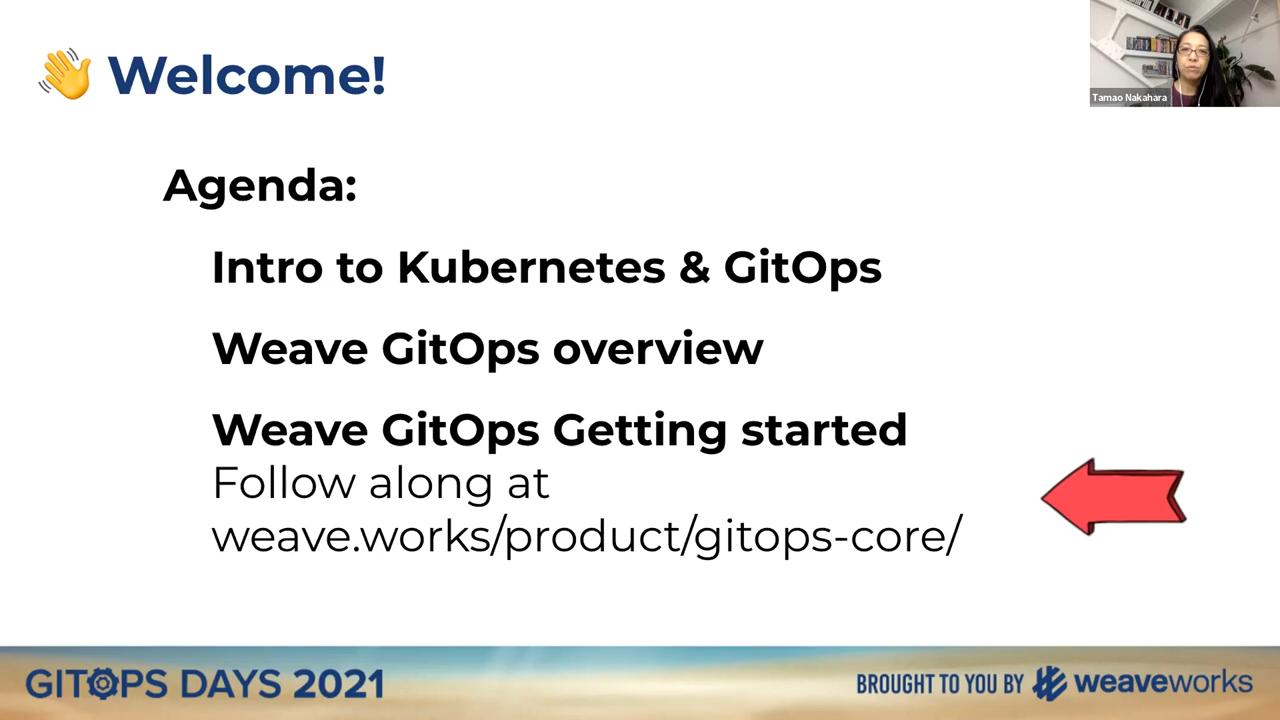 👋 Welcome!
Tamao Nakahara
Agenda:
Intro to Kubernetes & GitOps
Weave GitOps overview
Weave GitOps Getting started
Follow along at
weave.works/product/gitops-core/
GITOPS DAYS 2021
BROUGHT TO YOU BY weaveworks